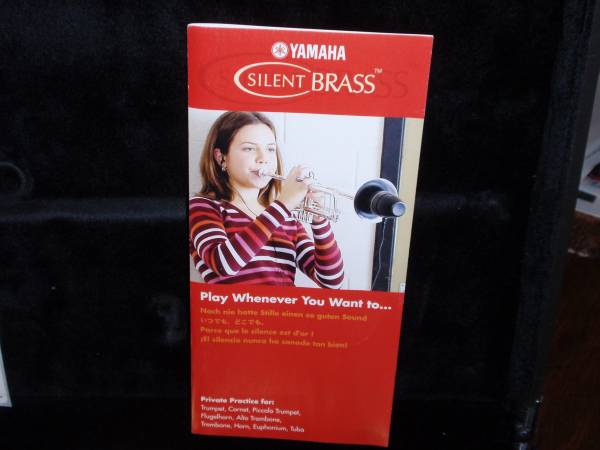 YAMAHA
SILENT BRASS™
Play Whenever You Want to...
Noch nie hatte Stille einen so guten Sound
いつでも、どこでも。
Parce que le silence est d'or !
¡El silencio nunca ha sonado tan bien!
Private Practice for:
Trumpet, Cornet, Piccolo Trumpet,
Flugelhorn, Alto Trombone,
Trombone, Horn, Euphonium, Tuba